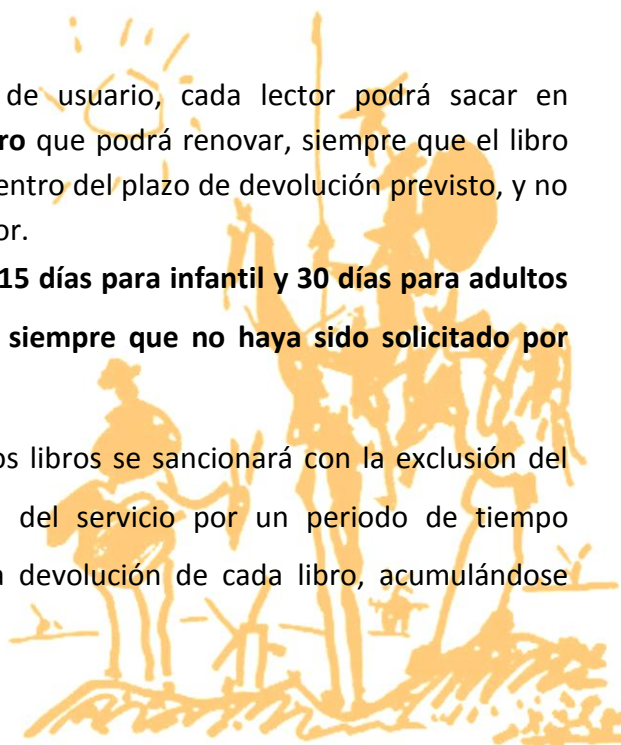 de usuario, cada lector podrá sacar en
ro que podrá renovar, siempre que el libro
entro del plazo de devolución previsto, y no
or.
15 días para infantil y 30 días para adultos
siempre que no haya sido solicitado por
os libros se sancionará con la exclusión del
del servicio por un periodo de tiempo
a devolución de cada libro, acumulándose